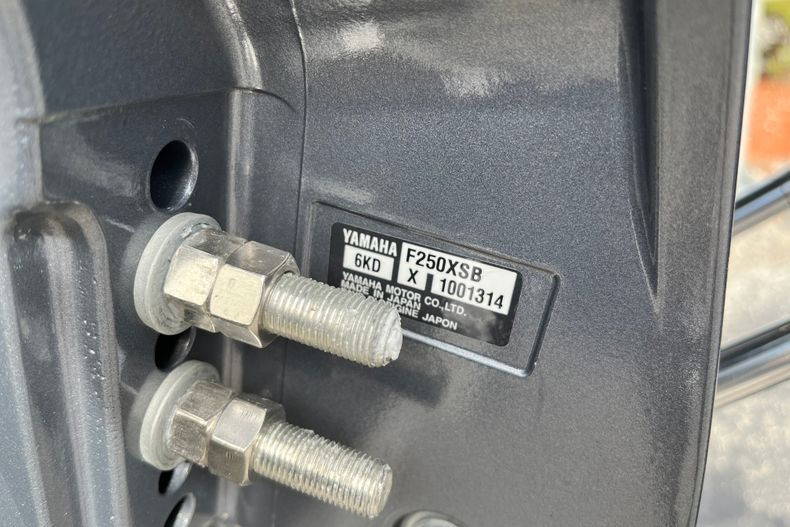 YAMAHA F250XSB
6KD X 1001314
YAMAHA MOTOR CO.,LTD.
MADE IN JAPAN
ENGINE JAPON